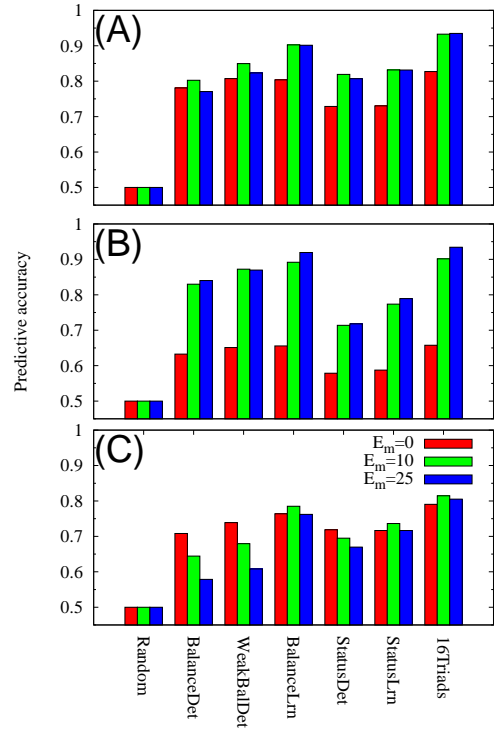 (A)
1
0.9
0.8
0.7
0.6
0.5
(B)
1
0.9
0.8
0.7
0.6
0.5
Predictive accuracy
(C)
1
0.9
0.8
0.7
0.6
0.5
E_m=0
E_m=10
E_m=25
Random
BalanceDet
WeakBalDet
BalanceLrn
StatusDet
StatusLrn
16Triads